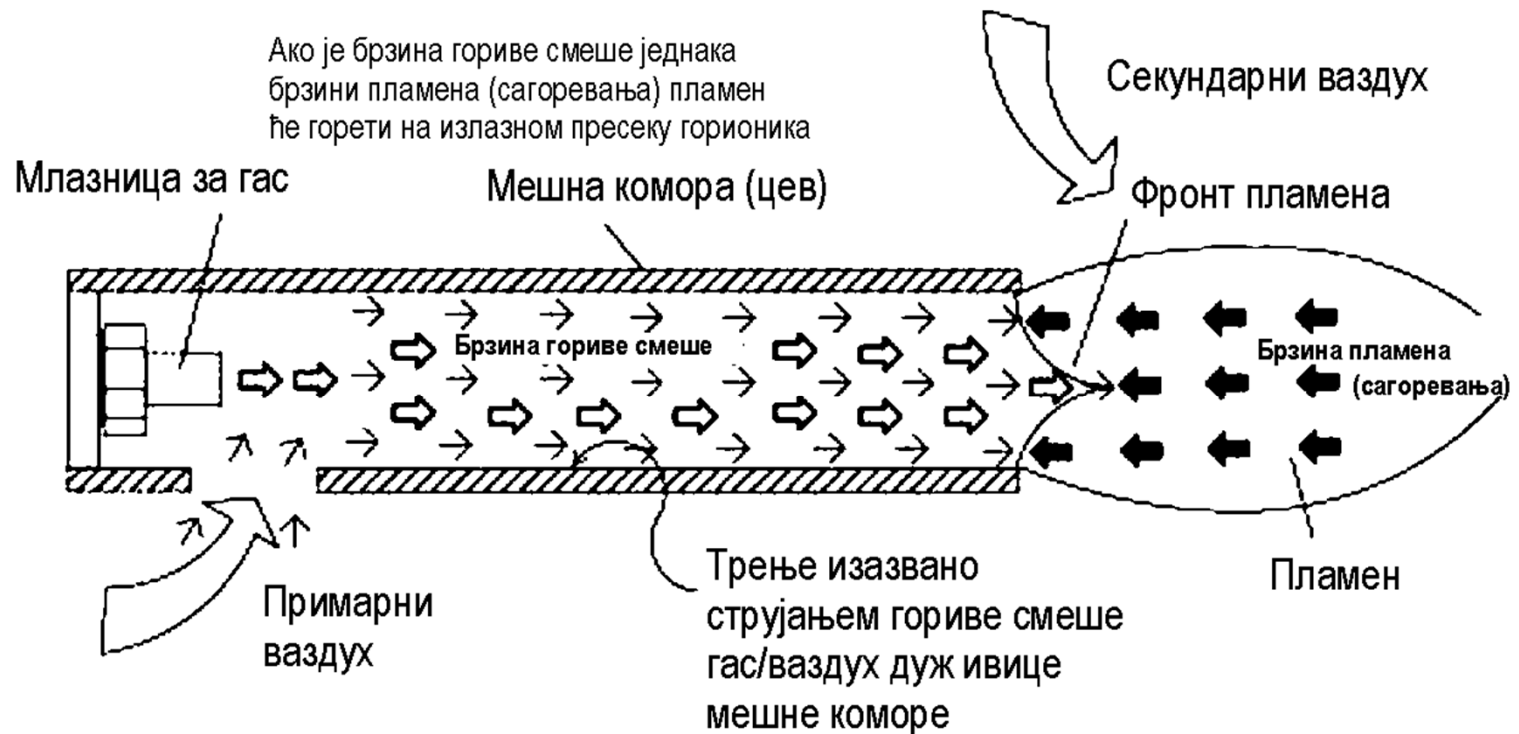 Ако је брзина гориве смеше једнака
брзини пламена (сагоревања) пламен
ће горети на излазном пресеку горионика
Секундарни ваздух
Млазница за гас
Мешна комора (цев)
Фронт пламена
Брзина гориве смеше
Брзина пламена
(сагоревања)
Примарни
ваздух
Трење изазвано
струјањем гориве смеше
гас/ваздух дуж ивице
мешне коморе
Пламен